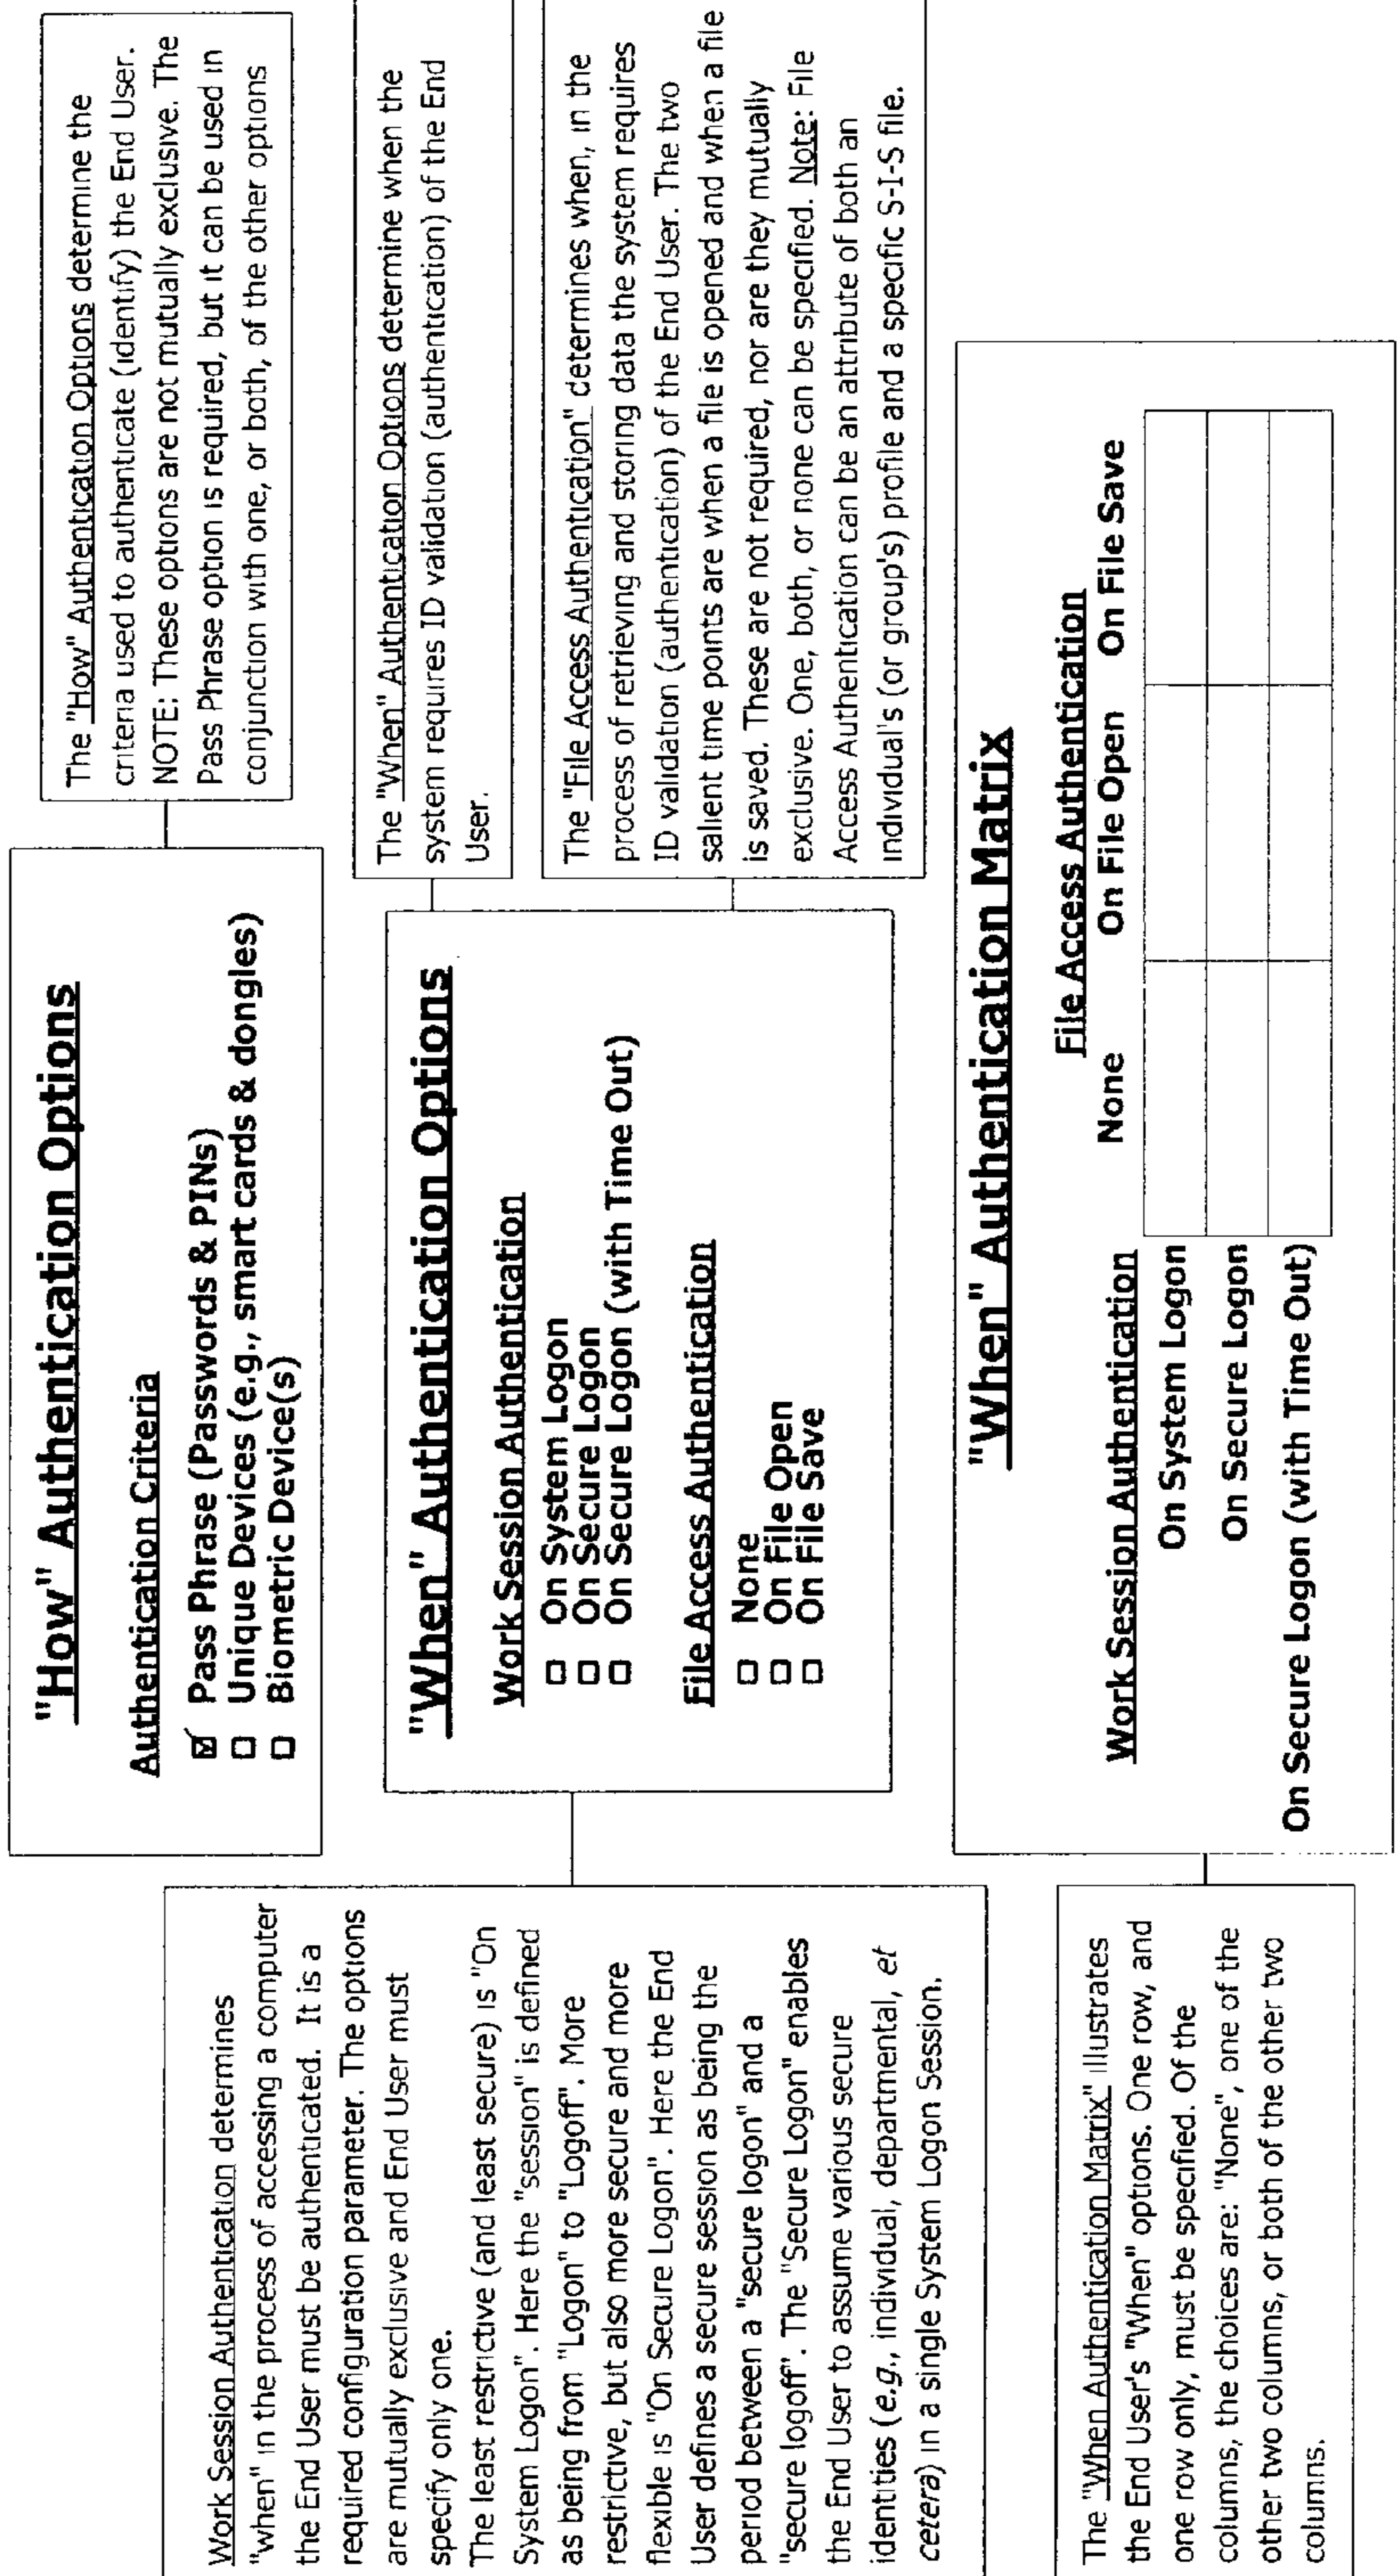 "How" Authentication Options
Authentication Criteria
☑ Pass Phrase (Passwords & PINs)
☐ Unique Devices (e.g., smart cards & dongles)
☐ Biometric Device(s)
The "How" Authentication Options determine the
criteria used to authenticate (identify) the End User.
NOTE: These options are not mutually exclusive. The
Pass Phrase option is required, but it can be used in
conjunction with one, or both, of the other options
Work Session Authentication determines
"when" in the process of accessing a computer
the End User must be authenticated. It is a
required configuration parameter. The options
are mutually exclusive and End User must
specify only one.
The least restrictive (and least secure) is "On
System Logon". Here the "session" is defined
as being from "Logon" to "Logoff". More
restrictive, but also more secure and more
flexible is "On Secure Logon". Here the End
User defines a secure session as being the
period between a "secure logon" and a
"secure logoff". The "Secure Logon" enables
the End User to assume various secure
identities (e.g., individual, departmental, et
cetera) in a single System Logon Session.
"When" Authentication Options
Work Session Authentication
☐ On System Logon
☐ On Secure Logon
☐ On Secure Logon (with Time Out)
File Access Authentication
☐ None
☐ On File Open
☐ On File Save
The "When" Authentication Options determine when the
system requires ID validation (authentication) of the End
User.
The "File Access Authentication" determines when, in the
process of retrieving and storing data the system requires
ID validation (authentication) of the End User. The two
salient time points are when a file is opened and when a file
is saved. These are not required, nor are they mutually
exclusive. One, both, or none can be specified. Note: File
Access Authentication can be an attribute of both an
individual's (or group's) profile and a specific S-I-S file.
The "When Authentication Matrix" illustrates
the End User's "When" options. One row, and
one row only, must be specified. Of the
columns, the choices are: "None", one of the
other two columns, or both of the other two
columns.
"When" Authentication Matrix
File Access Authentication
Work Session Authentication None On File Open On File Save
On System Logon
On Secure Logon
On Secure Logon (with Time Out)